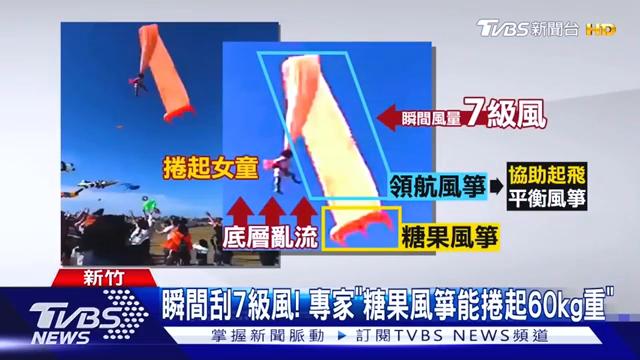 TVBS新聞台 HD
瞬間風量 7級風
捲起女童
領航風箏
協助起飛
平衡風箏
底層亂流
糖果風箏
新竹
瞬間刮7級風! 專家"糖果風箏能捲起60kg重"
TVBS
NEWS
掌握新聞脈動 訂閱TVBS NEWS頻道